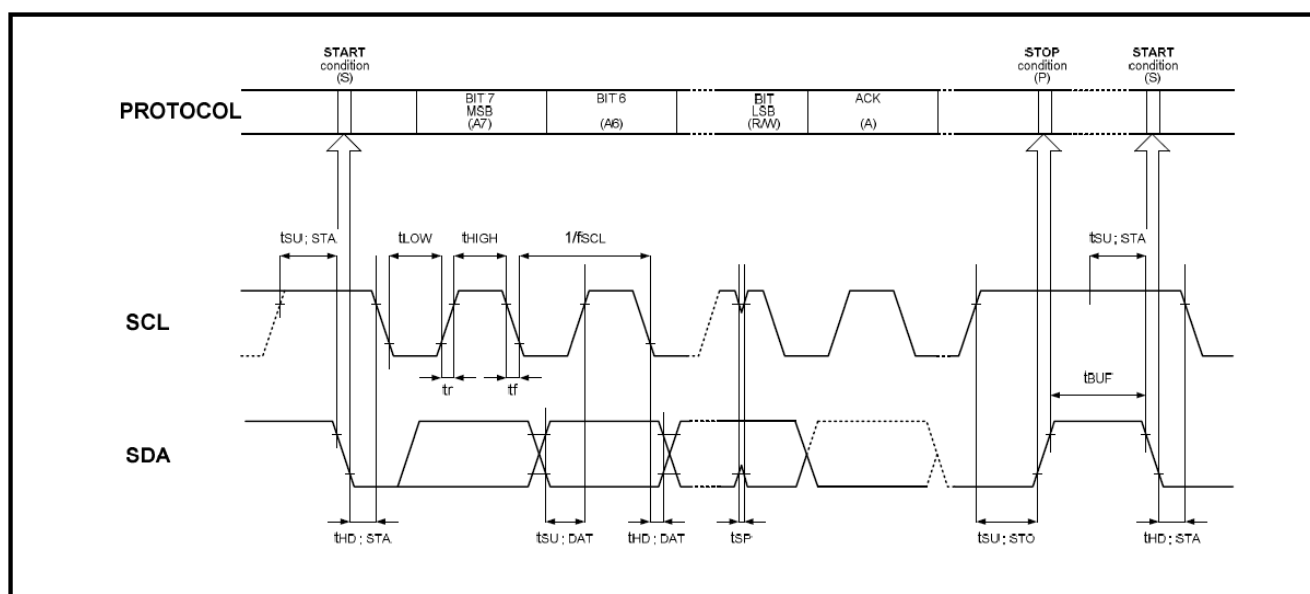 START
condition
(S)
STOP
condition
(P)
START
condition
(S)
PROTOCOL
BIT 7
MSB
(A7)
BIT 6
(A6)
BIT
LSB
(R/W)
ACK
(A)
tSU; STA
tLOW
tHIGH
1/fSCL
tSU; STA
SCL
tr
tf
tBUF
SDA
tHD; STA
tSU; DAT
tHD; DAT
tSP
tSU; STO
tHD; STA